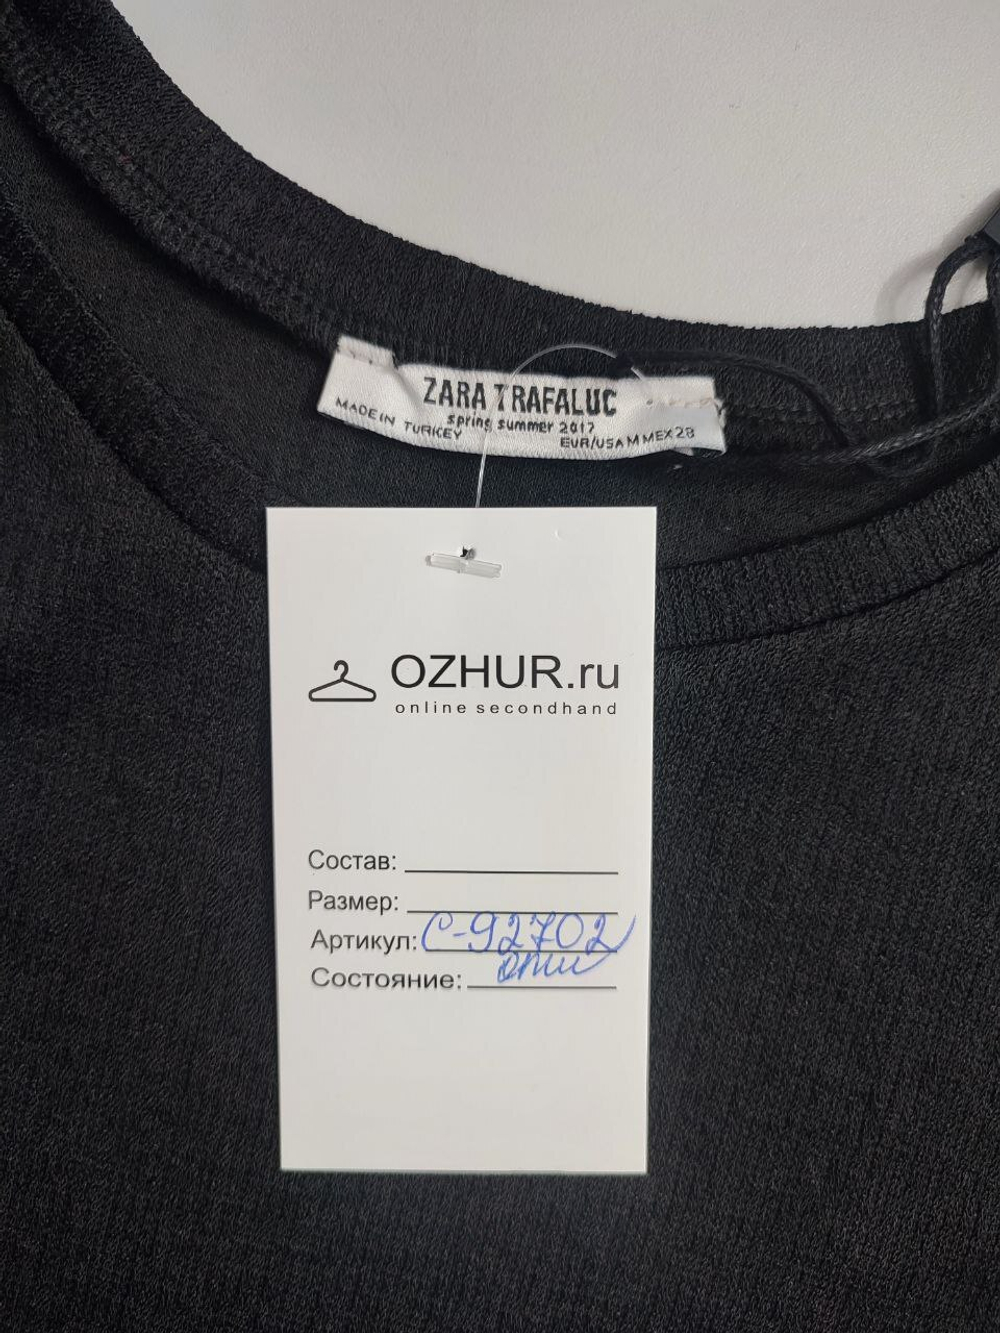 ZARA TRAFALUC
spring summer 2017
MADE IN TURKEY
EUR/USA M MEX 28
OZHUR.ru
online secondhand
Состав:
Размер:
Артикул: С-92702
Состояние: